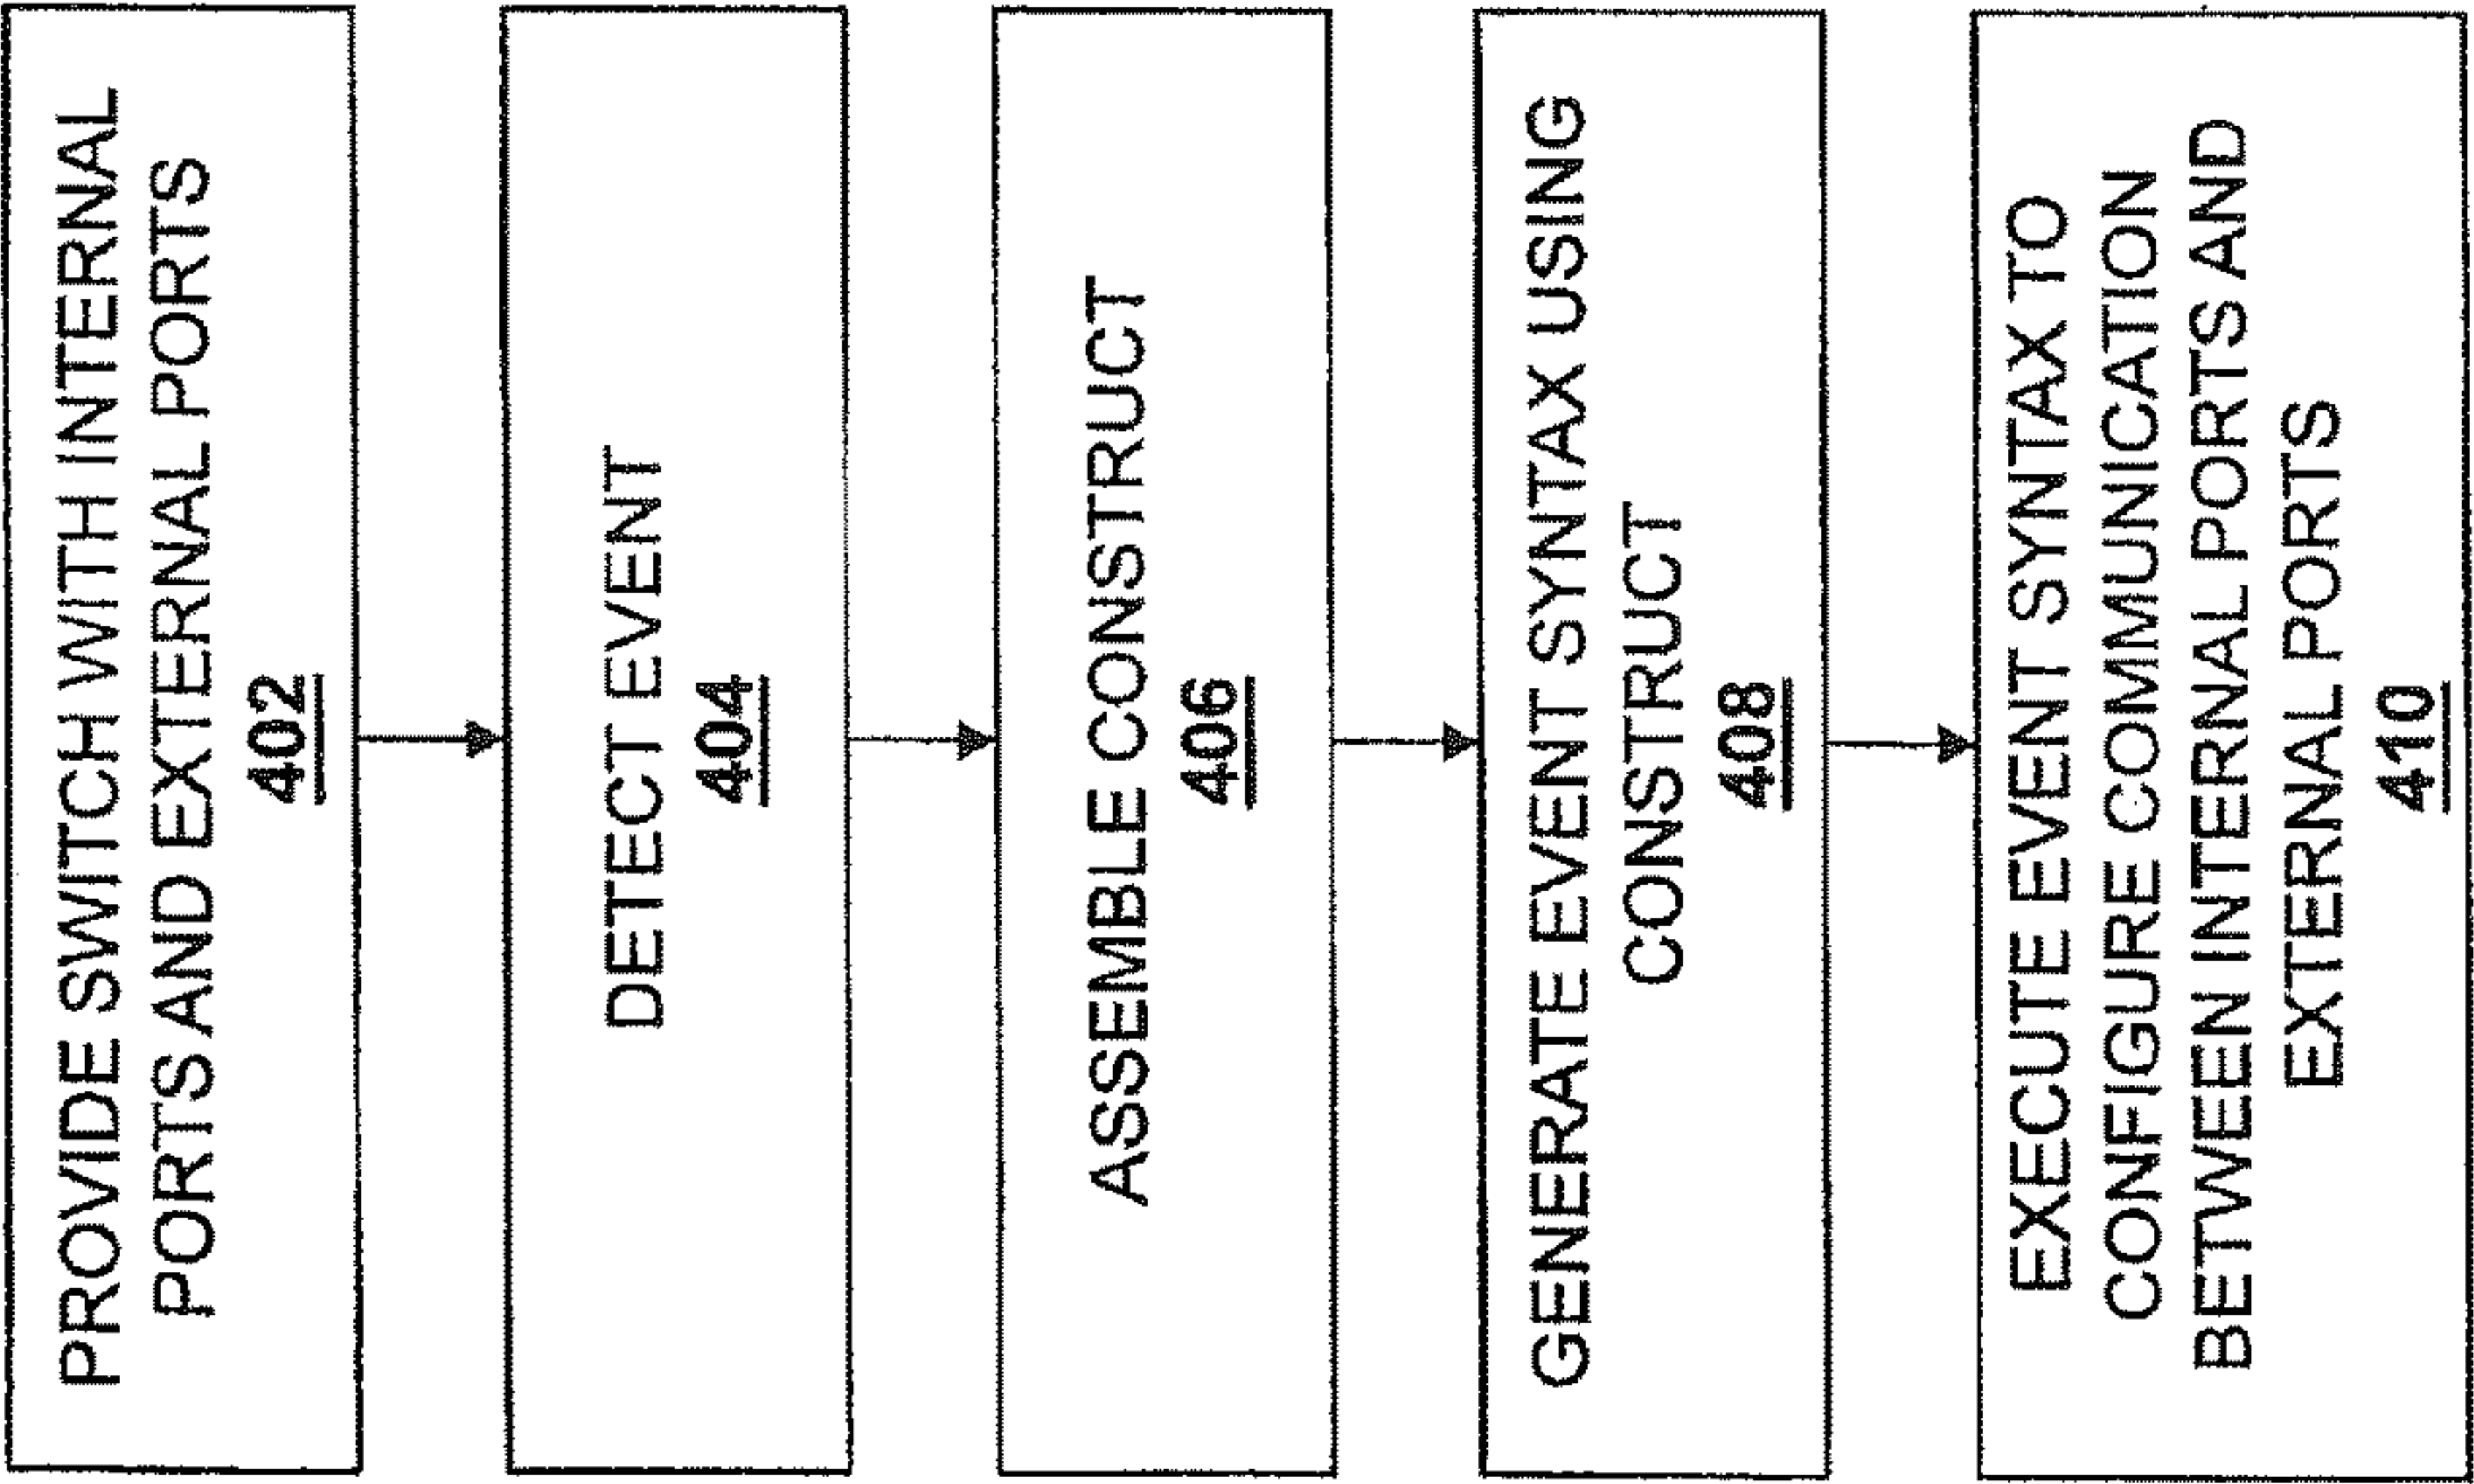 PROVIDE SWITCH WITH INTERNAL
PORTS AND EXTERNAL PORTS
402
DETECT EVENT
404
ASSEMBLE CONSTRUCT
406
GENERATE EVENT SYNTAX USING
CONSTRUCT
408
EXECUTE EVENT SYNTAX TO
CONFIGURE COMMUNICATION
BETWEEN INTERNAL PORTS AND
EXTERNAL PORTS
410